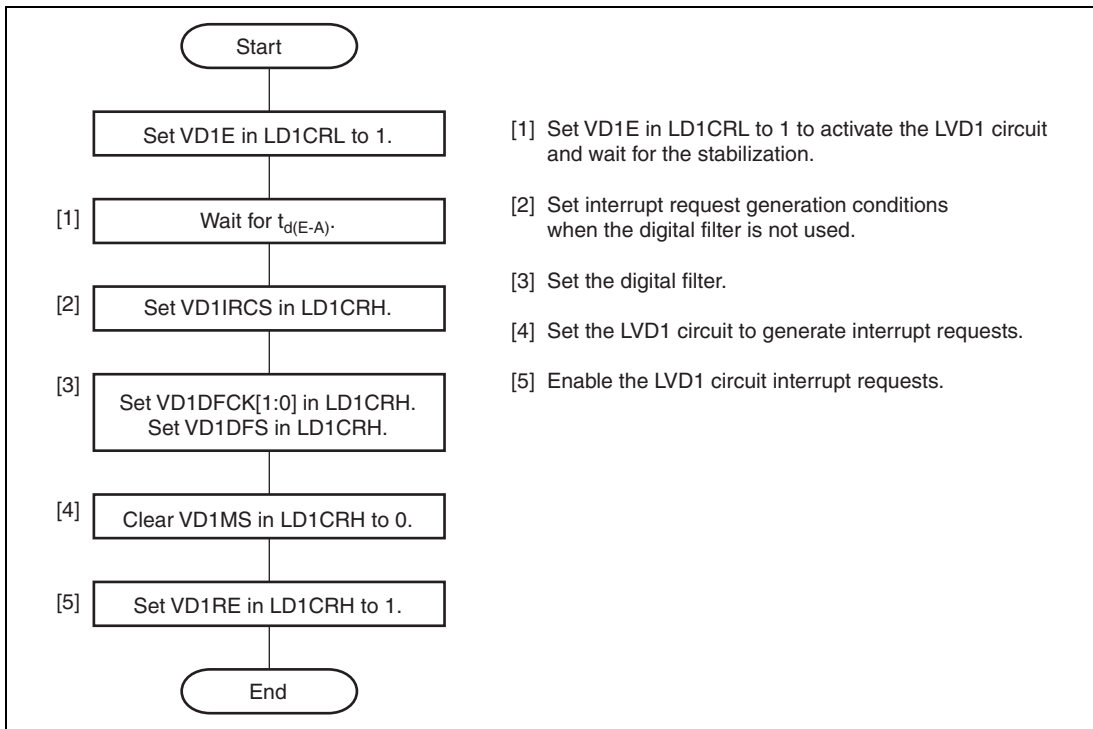 Start
Set VD1E in LD1CRL to 1.
[1] Wait for td(E-A).
[2] Set VD1IRCS in LD1CRH.
[3] Set VD1DFCK[1:0] in LD1CRH.
Set VD1DFS in LD1CRH.
[4] Clear VD1MS in LD1CRH to 0.
[5] Set VD1RE in LD1CRH to 1.
End
[1] Set VD1E in LD1CRL to 1 to activate the LVD1 circuit
and wait for the stabilization.
[2] Set interrupt request generation conditions
when the digital filter is not used.
[3] Set the digital filter.
[4] Set the LVD1 circuit to generate interrupt requests.
[5] Enable the LVD1 circuit interrupt requests.